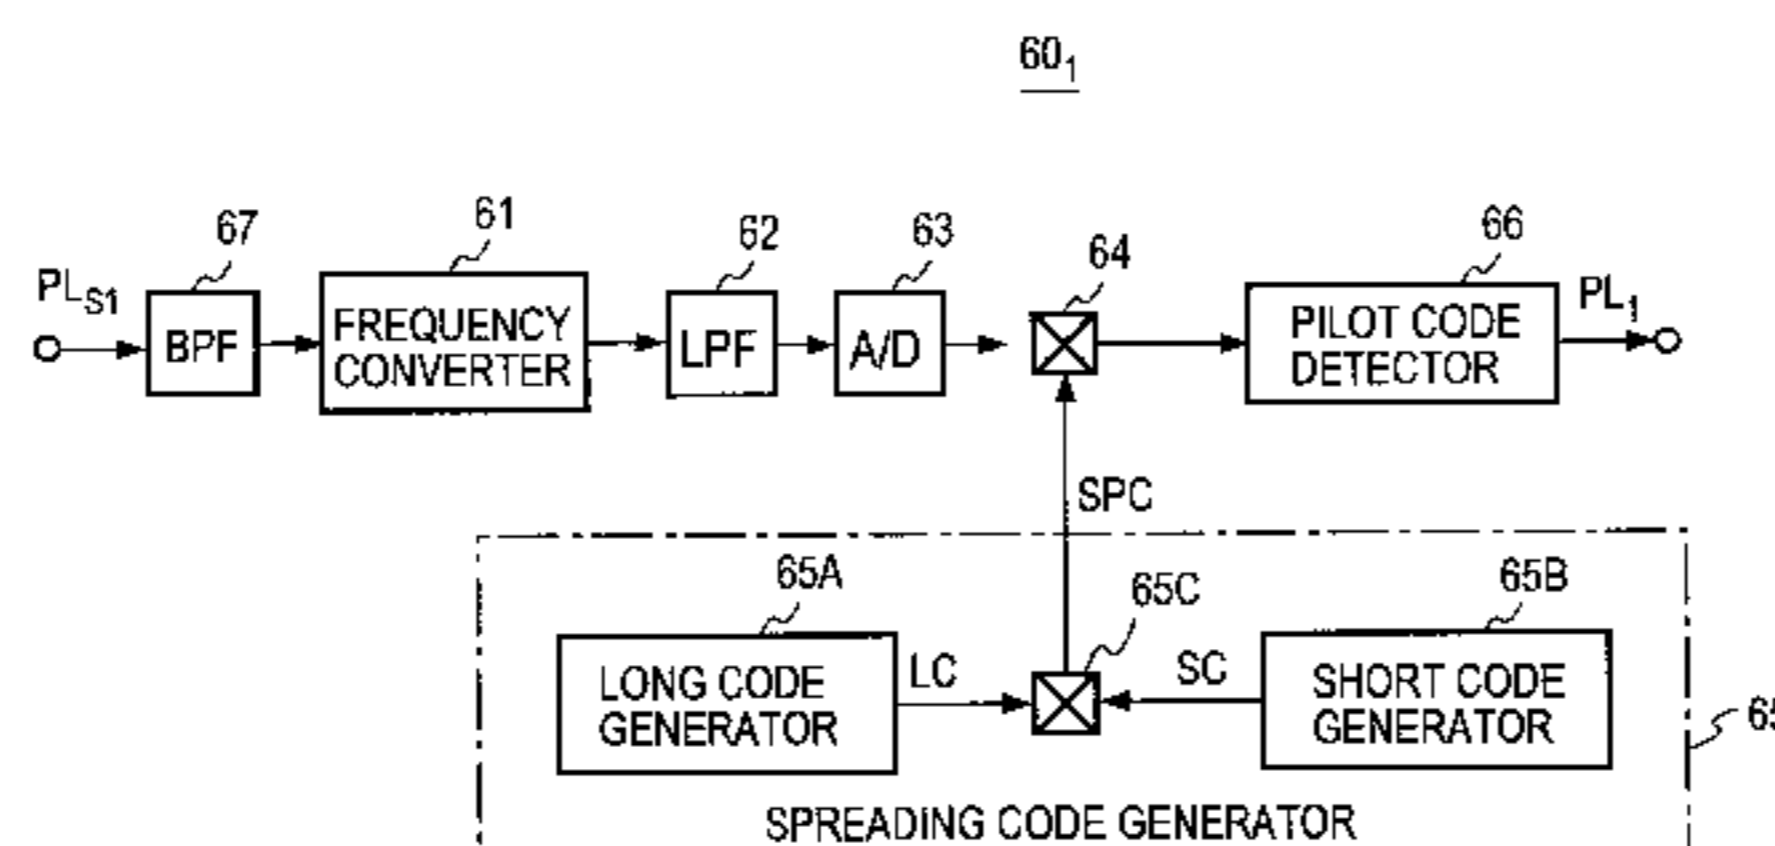 60₁
67
61
62
63
64
66
PL_S1
BPF
FREQUENCY
CONVERTER
LPF
A/D
PILOT CODE
DETECTOR
PL₁
SPC
65A
65C
65B
LONG CODE
GENERATOR
LC
SC
SHORT CODE
GENERATOR
SPREADING CODE GENERATOR